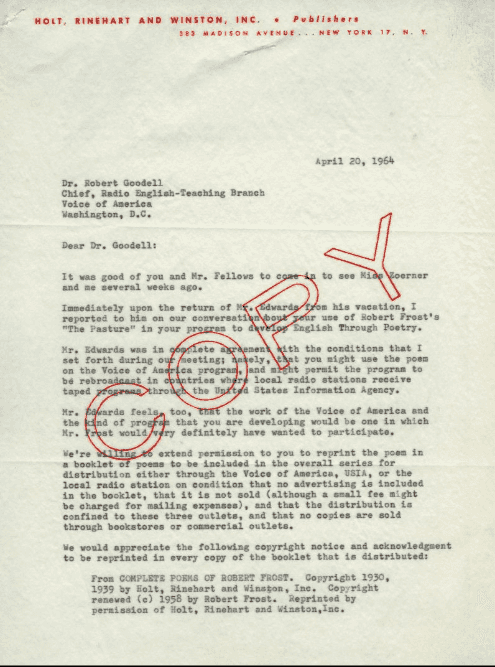 HOLT, RINEHART AND WINSTON, INC. • Publishers
383 MADISON AVENUE...NEW YORK 17, N. Y.
April 20, 1964
Dr. Robert Goodell
Chief, Radio English-Teaching Branch
Voice of America
Washington, D.C.
Dear Dr. Goodell:
It was good of you and Mr. Fellows to come in to see Miss Zoerner
and me several weeks ago.
Immediately upon the return of Mr. Edwards from his vacation, I
reported to him on our conversation about your use of Robert Frost's
"The Pasture" in your program to develop English Through Poetry.
Mr. Edwards was in complete agreement with the conditions that I
set forth during our meeting; namely, that you might use the poem
on the Voice of America program, and might permit the program to
be rebroadcast in countries where local radio stations receive
taped programs through the United States Information Agency.
Mr. Edwards feels, too, that the work of the Voice of America and
the kind of program that you are developing would be one in which
Mr. Frost would very definitely have wanted to participate.
We're willing to extend permission to you to reprint the poem in
a booklet of poems to be included in the overall series for
distribution either through the Voice of America, USIA, or the
local radio station on condition that no advertising is included
in the booklet, that it is not sold (although a small fee might
be charged for mailing expenses), and that the distribution is
confined to these three outlets, and that no copies are sold
through bookstores or commercial outlets.
We would appreciate the following copyright notice and acknowledgment
to be reprinted in every copy of the booklet that is distributed:
From COMPLETE POEMS OF ROBERT FROST. Copyright 1930,
1939 by Holt, Rinehart and Winston, Inc. Copyright
renewed (c) 1958 by Robert Frost. Reprinted by
permission of Holt, Rinehart and Winston,Inc.
COPY